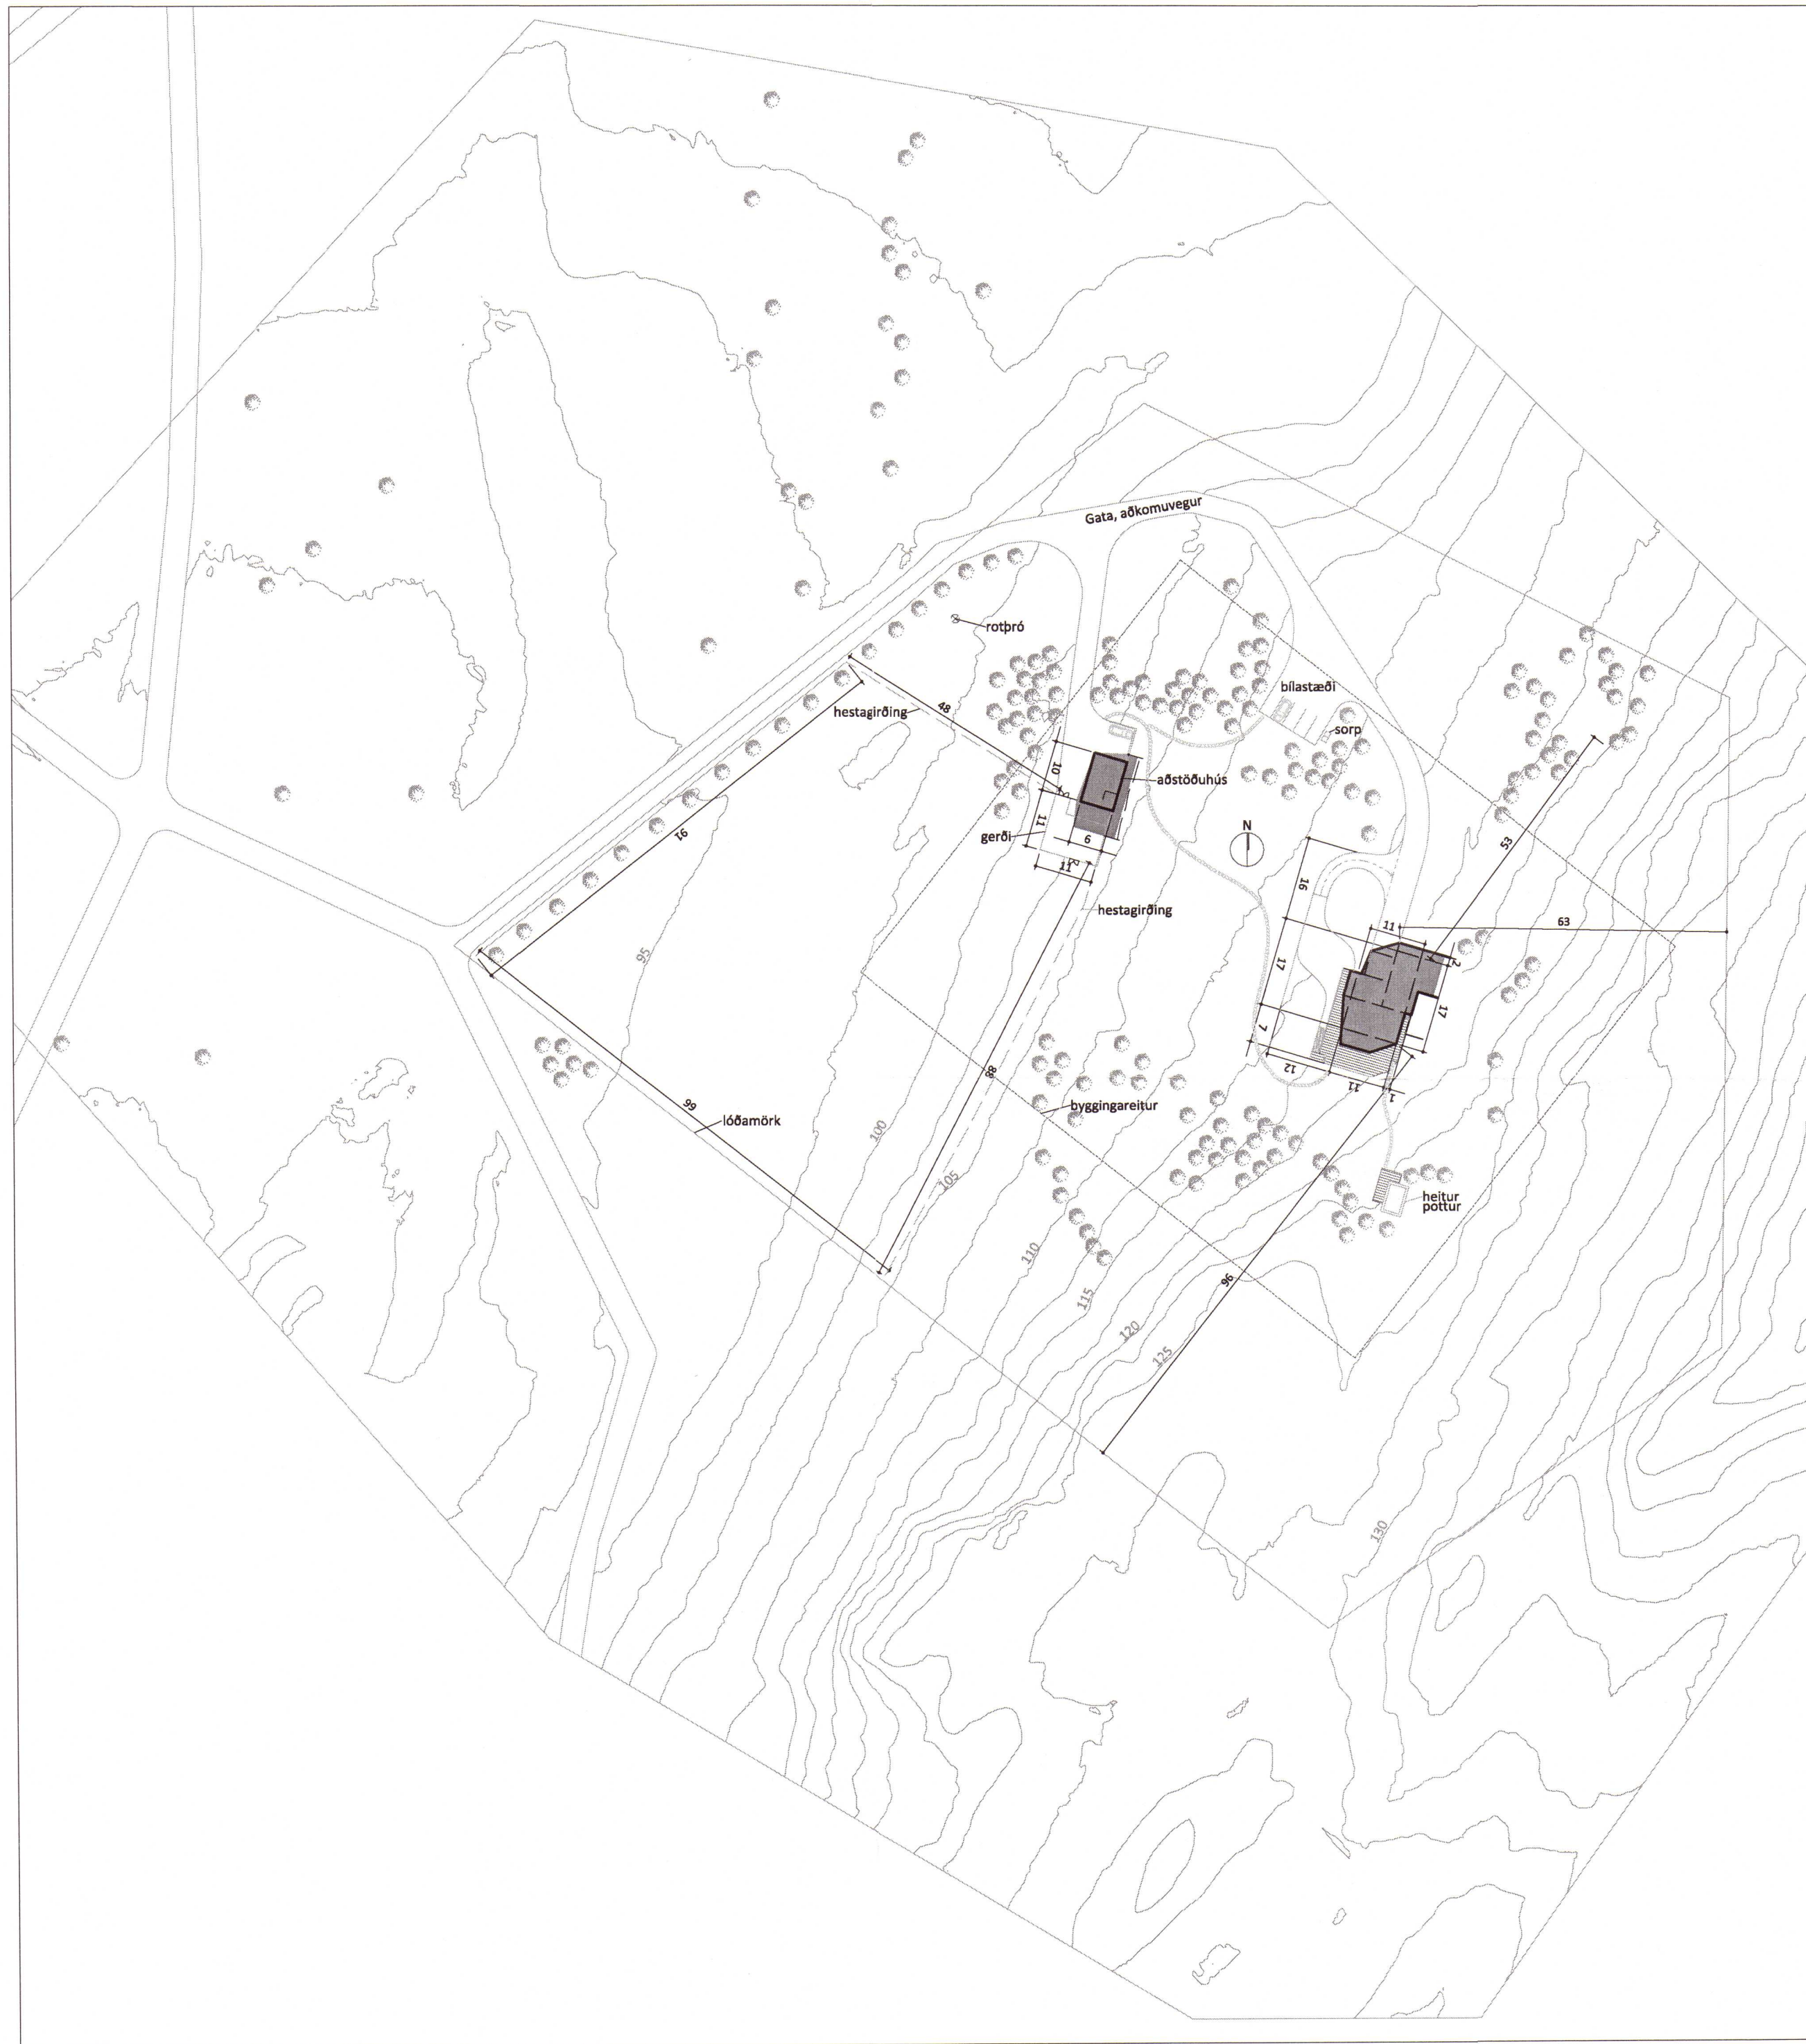 Gata, aðkomuvegur
rotþró
bílastæði
hestagirðing
48
sorp
10
aðstöðuhús
91
11
gerði
6
N
53
11
16
hestagirðing
63
11
95
2
17
17
7
88
12
11
1
byggingareitur
99
lóðamörk
100
105
heitur
pottur
110
96
115
120
125
130